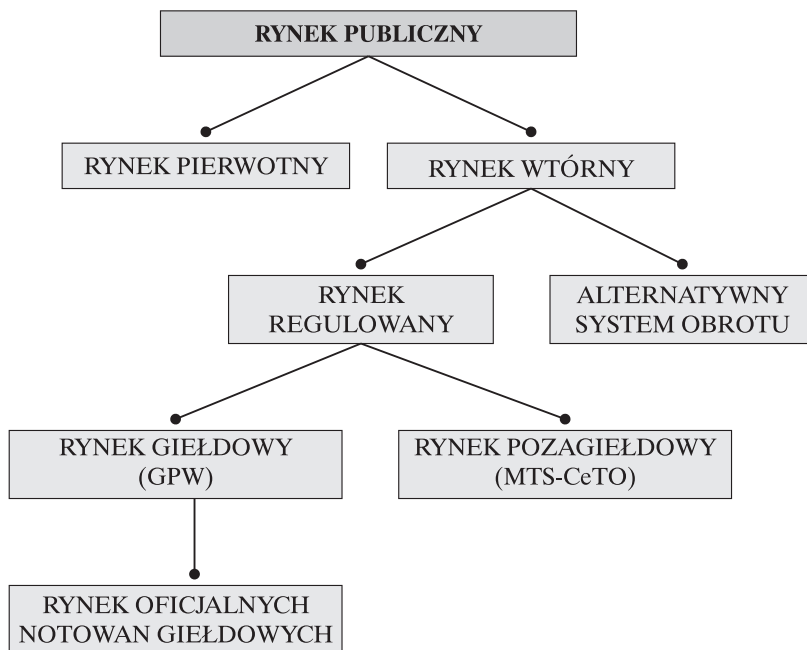 RYNEK PUBLICZNY
RYNEK PIERWOTNY
RYNEK WTÓRNY
RYNEK
REGULOWANY
ALTERNATYWNY
SYSTEM OBROTU
RYNEK GIEŁDOWY
(GPW)
RYNEK POZAGIEŁDOWY
(MTS-CeTO)
RYNEK OFICJALNYCH
NOTOWAN GIEŁDOWYCH